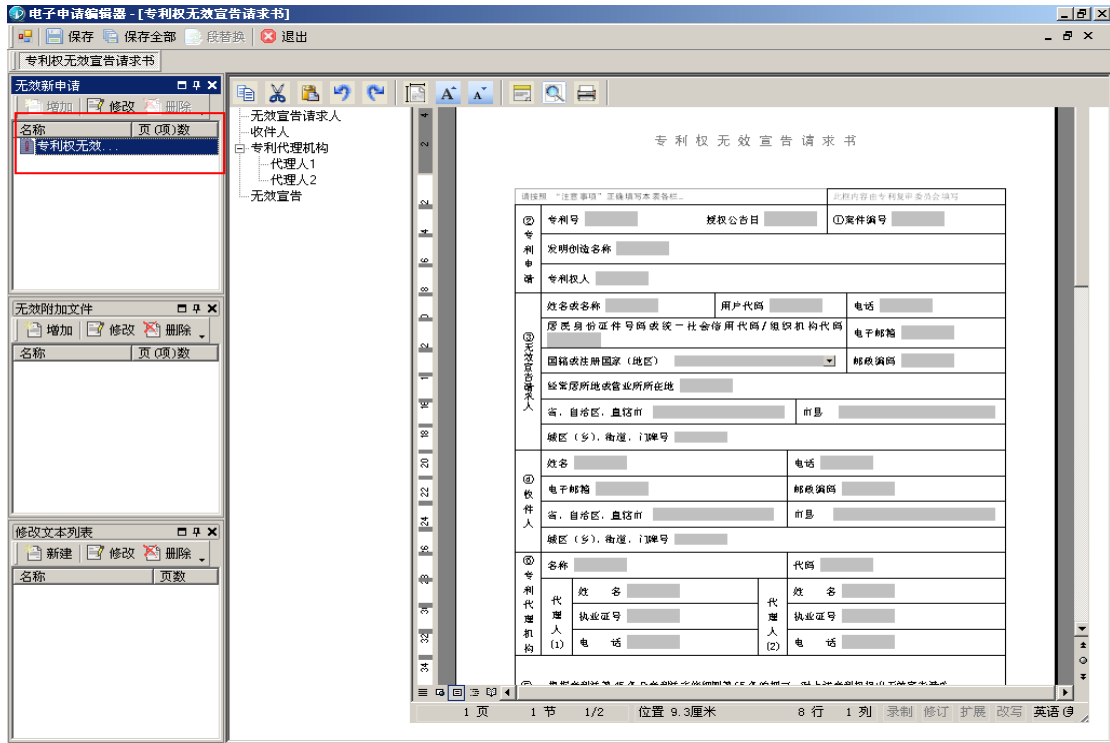 电子申请编辑器 - [专利权无效宣告请求书]
保存 保存全部 段替换 退出
专利权无效宣告请求书
无效新申请
增加 修改 删除
名称 页(项)数
专利权无效...
无效附加文件
增加 修改 删除
名称 页(项)数
修改文本列表
新建 修改 删除
名称 页数
无效宣告请求人
收件人
专利代理机构
代理人1
代理人2
无效宣告
专利权无效宣告请求书
请按照“注意事项”正确填写本表各栏 此框内容由专利复审委员会填写
②专利申请
专利号 授权公告日 ①案件编号
发明创造名称
专利权人
③无效宣告请求人
姓名或名称 用户代码 电话
居民身份证件号码或统一社会信用代码/组织机构代码 电子邮箱
国籍或注册国家（地区） 邮政编码
经常居所地或营业所所在地
省、自治区、直辖市 市县
城区（乡）、街道、门牌号
④收件人
姓名 电话
电子邮箱 邮政编码
省、自治区、直辖市 市县
城区（乡）、街道、门牌号
⑤专利代理机构
名称 代码
代理人(1) 姓 名 代理人(2) 姓 名
执业证号 执业证号
电 话 电 话
1 页 1 节 1/2 位置 9.3厘米 8 行 1 列 录制 修订 扩展 改写 英语